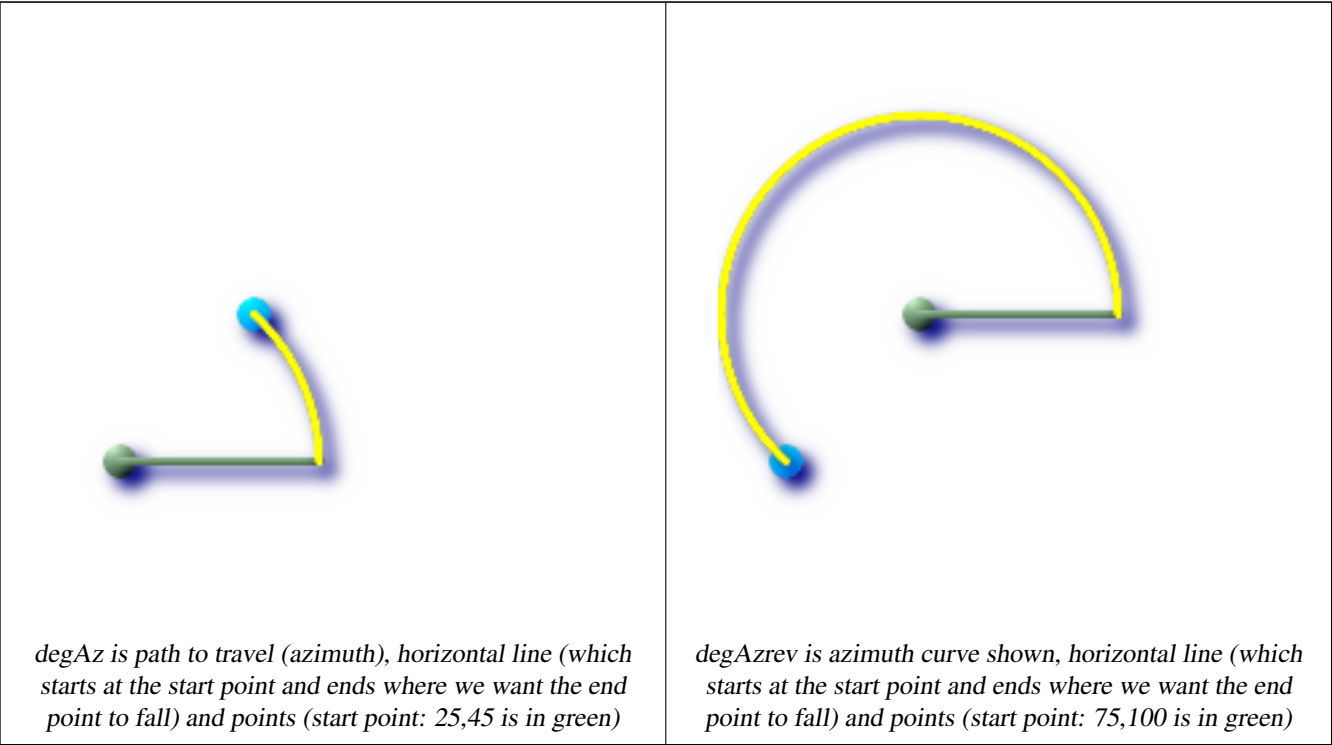 degAz is path to travel (azimuth), horizontal line (which
starts at the start point and ends where we want the end
point to fall) and points (start point: 25,45 is in green)
degAzrev is azimuth curve shown, horizontal line (which
starts at the start point and ends where we want the end
point to fall) and points (start point: 75,100 is in green)